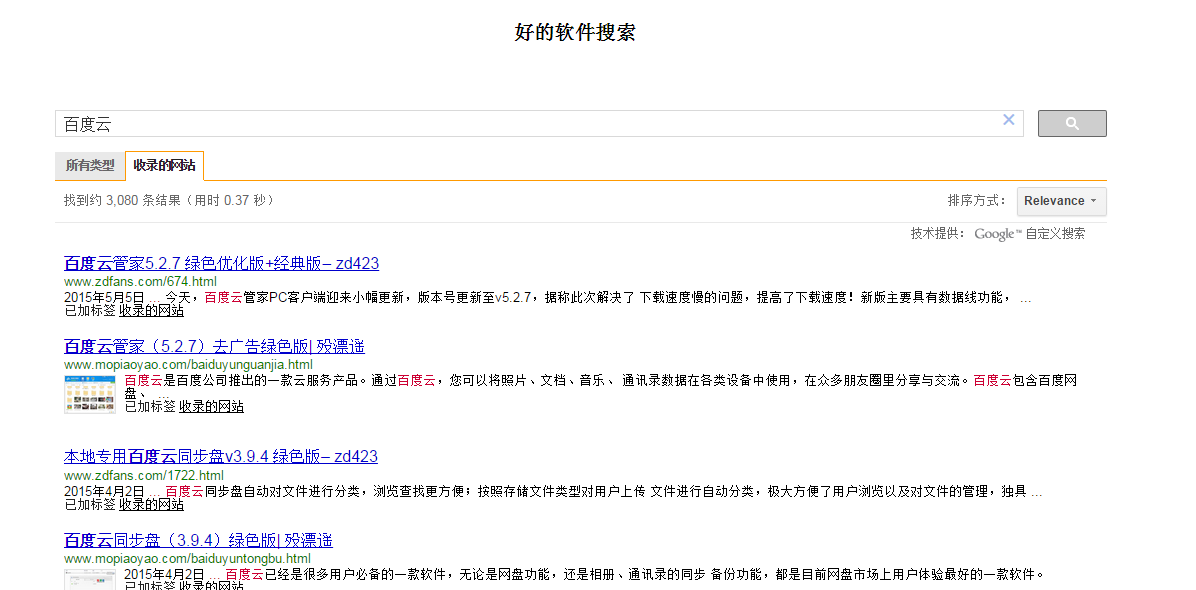 好的软件搜索
百度云
所有类型 收录的网站
找到约 3,080 条结果（用时 0.37 秒） 排序方式： Relevance
技术提供： Google™ 自定义搜索
百度云管家5.2.7 绿色优化版+经典版– zd423
www.zdfans.com/674.html
2015年5月5日 ... 今天，百度云管家PC客户端迎来小幅更新，版本号更新至v5.2.7，据称此次解决了 下载速度慢的问题，提高了下载速度！新版主要具有数据线功能， ...
已加标签 收录的网站
百度云管家（5.2.7）去广告绿色版| 殁漂遥
www.mopiaoyao.com/baiduyunguanjia.html
百度云是百度公司推出的一款云服务产品。通过百度云，您可以将照片、文档、音乐、 通讯录数据在各类设备中使用，在众多朋友圈里分享与交流。百度云包含百度网
盘、 ...
已加标签 收录的网站
本地专用百度云同步盘v3.9.4 绿色版– zd423
www.zdfans.com/1722.html
2015年4月2日 ... 百度云同步盘自动对文件进行分类，浏览查找更方便；按照存储文件类型对用户上传 文件进行自动分类，极大方便了用户浏览以及对文件的管理，独具 ...
已加标签 收录的网站
百度云同步盘（3.9.4）绿色版| 殁漂遥
www.mopiaoyao.com/baiduyuntongbu.html
2015年4月2日 ... 百度云已经是很多用户必备的一款软件，无论是网盘功能，还是相册、通讯录的同步 备份功能，都是目前网盘市场上用户体验最好的一款软件。
已加标签 收录的网站